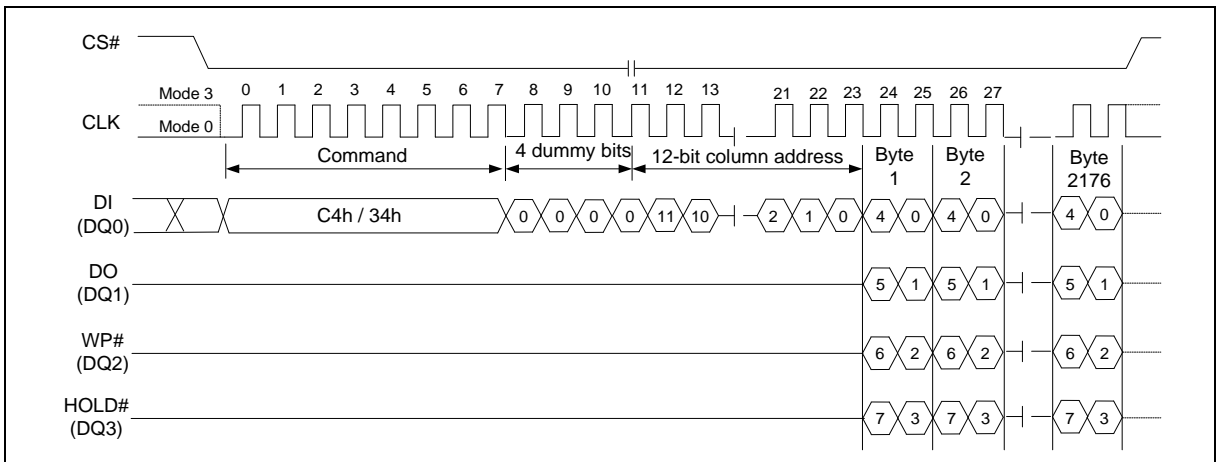 CS#
Mode 3 0 1 2 3 4 5 6 7 8 9 10 11 12 13 21 22 23 24 25 26 27
CLK
Mode 0
Command 4 dummy bits 12-bit column address Byte 1 Byte 2 Byte 2176
DI (DQ0) C4h / 34h 0 0 0 0 11 10 2 1 0 4 0 4 0 4 0
DO (DQ1) 5 1 5 1 5 1
WP# (DQ2) 6 2 6 2 6 2
HOLD# (DQ3) 7 3 7 3 7 3